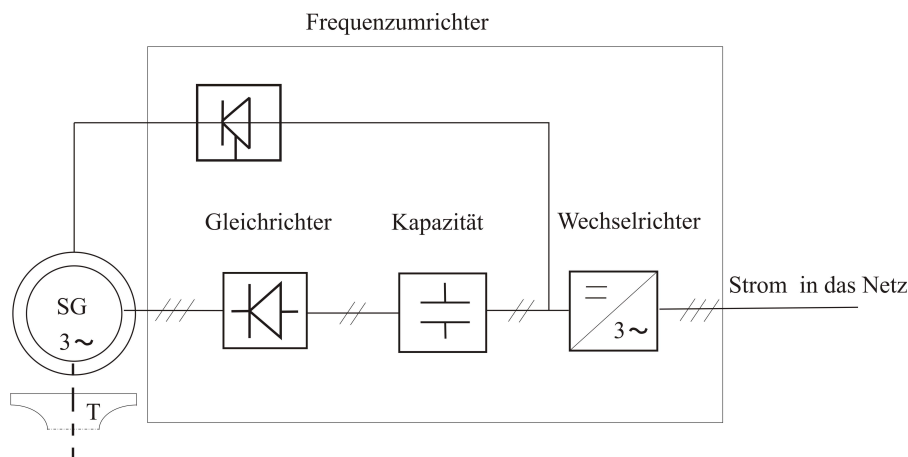 Frequenzumrichter
Gleichrichter
Kapazität
Wechselrichter
Strom in das Netz
SG
3~
3~
T